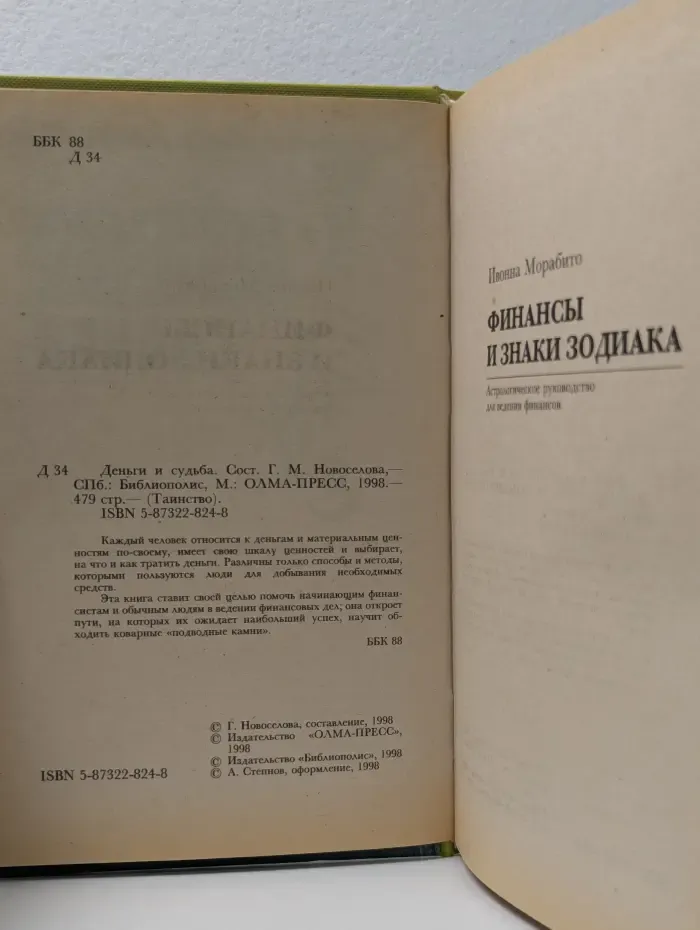 ББК 88
Д 34
Д 34 Деньги и судьба. Сост. Г. М. Новоселова,—
СПб.: Библиополис, М.: ОЛМА-ПРЕСС, 1998.—
479 стр.— (Таинство).
ISBN 5-87322-824-8
Каждый человек относится к деньгам и материальным цен-
ностям по-своему, имеет свою шкалу ценностей и выбирает,
на что и как тратить деньги. Различны только способы и методы,
которыми пользуются люди для добывания необходимых
средств.
Эта книга ставит своей целью помочь начинающим финан-
систам и обычным людям в ведении финансовых дел; она откроет
пути, на которых их ожидает наибольший успех, научит об-
ходить коварные «подводные камни».
ББК 88
© Г. Новоселова, составление, 1998
© Издательство «ОЛМА-ПРЕСС»,
1998
© Издательство «Библиополис», 1998
© А. Степнов, оформление, 1998
ISBN 5-87322-824-8
Ивонна Морабито
ФИНАНСЫ
И ЗНАКИ ЗОДИАКА
Астрологическое руководство
для ведения финансов